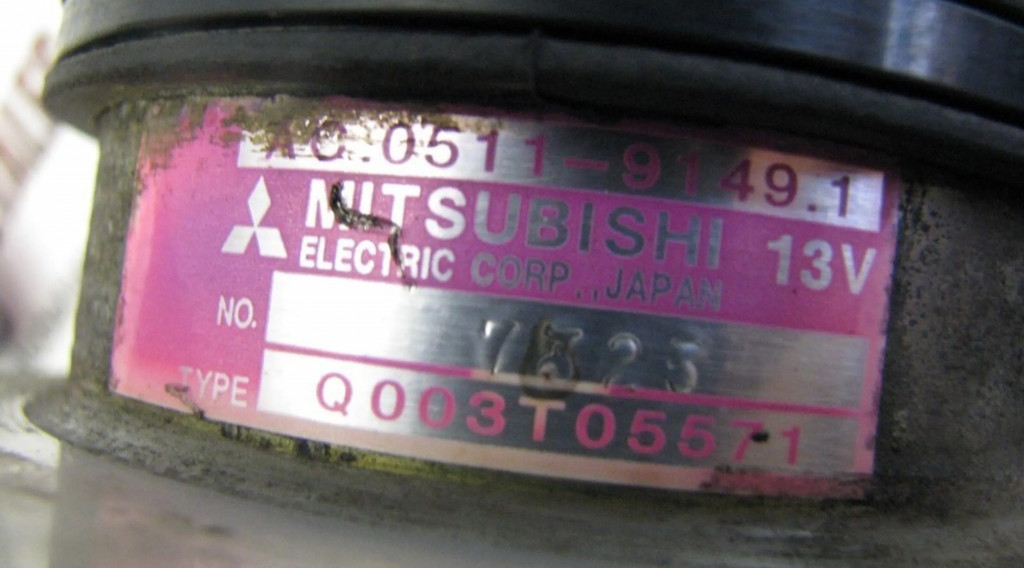 AC.0511-9149.1
MITSUBISHI 13V
ELECTRIC CORP.,JAPAN
NO.
TYPE Q003T05571